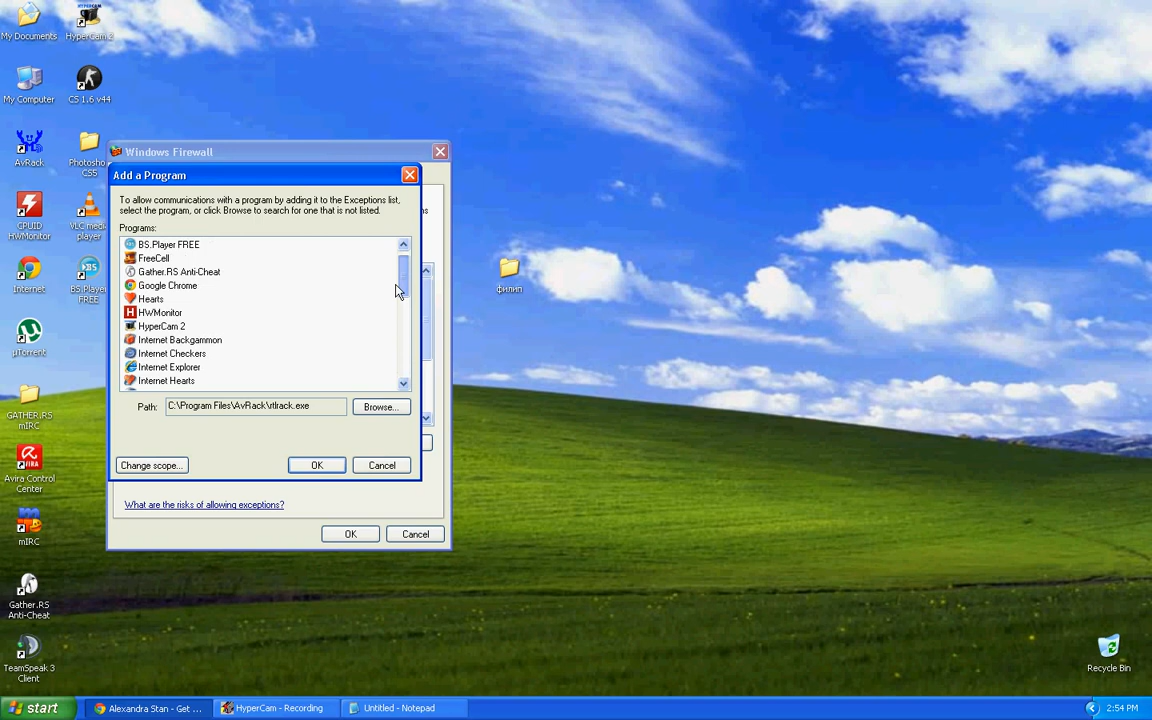 My Documents
HyperCam 2
My Computer
CS 1.6 v44
AvRack
Photosho
CS5
CPUID
HWMonitor
VLC media
player
Internet
BS.Player
FREE
µTorrent
GATHER.RS
mIRC
Avira Control
Center
mIRC
Gather.RS
Anti-Cheat
TeamSpeak 3
Client
филип
Recycle Bin
Windows Firewall
Add a Program
To allow communications with a program by adding it to the Exceptions list,
select the program, or click Browse to search for one that is not listed.
Programs:
BS.Player FREE
FreeCell
Gather.RS Anti-Cheat
Google Chrome
Hearts
HWMonitor
HyperCam 2
Internet Backgammon
Internet Checkers
Internet Explorer
Internet Hearts
Path:
C:\Program Files\AvRack\rtlrack.exe
Browse...
Change scope...
OK
Cancel
What are the risks of allowing exceptions?
OK
Cancel
start
Alexandra Stan - Get ...
HyperCam - Recording
Untitled - Notepad
2:54 PM